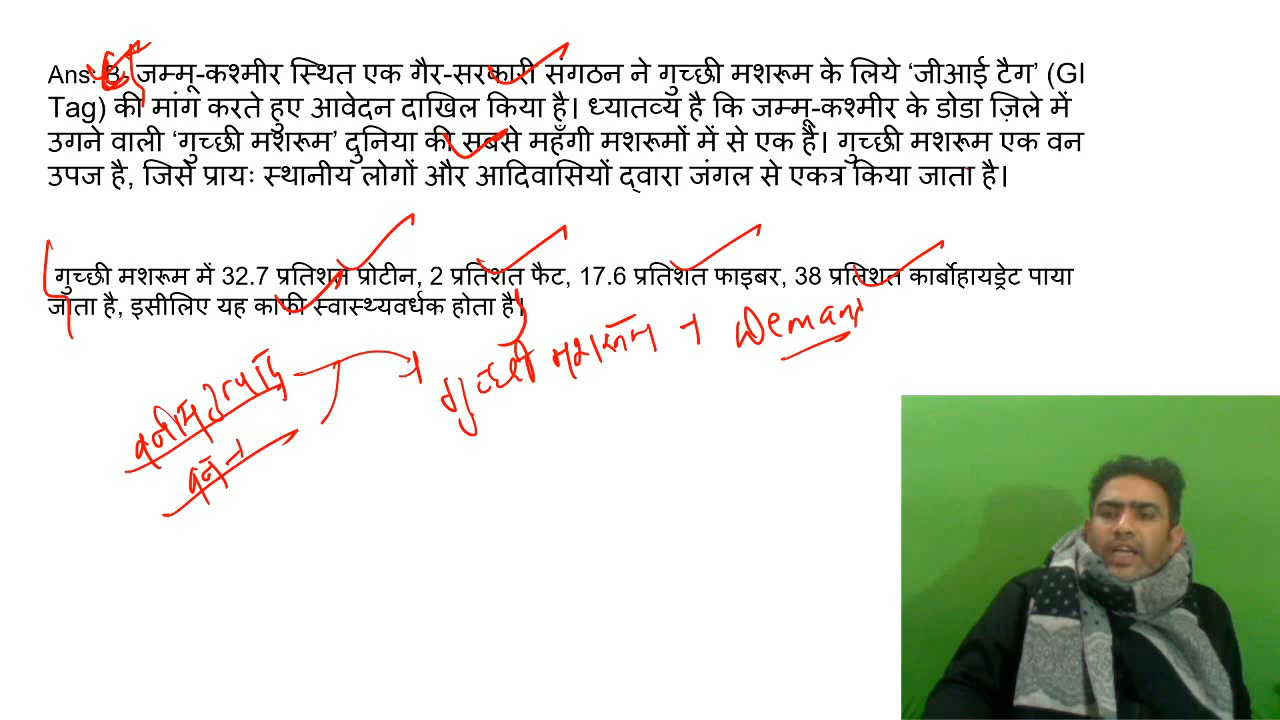 Ans. B- जम्मू-कश्मीर स्थित एक गैर-सरकारी संगठन ने गुच्छी मशरूम के लिये ‘जीआई टैग’ (GI
Tag) की मांग करते हुए आवेदन दाखिल किया है। ध्यातव्य है कि जम्मू-कश्मीर के डोडा ज़िले में
उगने वाली ‘गुच्छी मशरूम’ दुनिया की सबसे महँगी मशरूमों में से एक है। गुच्छी मशरूम एक वन
उपज है, जिसे प्रायः स्थानीय लोगों और आदिवासियों द्वारा जंगल से एकत्र किया जाता है।
गुच्छी मशरूम में 32.7 प्रतिशत प्रोटीन, 2 प्रतिशत फैट, 17.6 प्रतिशत फाइबर, 38 प्रतिशत कार्बोहायड्रेट पाया
जाता है, इसीलिए यह काफी स्वास्थ्यवर्धक होता है।
गुच्छी मशरूम Demand
वन